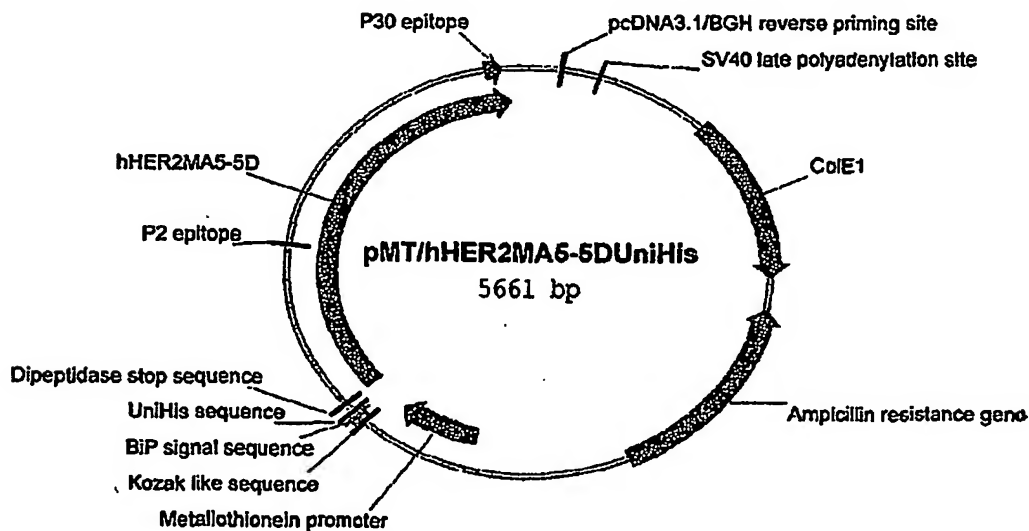 P30 epitope
pcDNA3.1/BGH reverse priming site
SV40 late polyadenylation site
hHER2MA5-5D
ColE1
P2 epitope
pMT/hHER2MA5-5DUniHis
5661 bp
Dipeptidase stop sequence
UniHis sequence
BiP signal sequence
Kozak like sequence
Metallothionein promoter
Ampicillin resistance gene